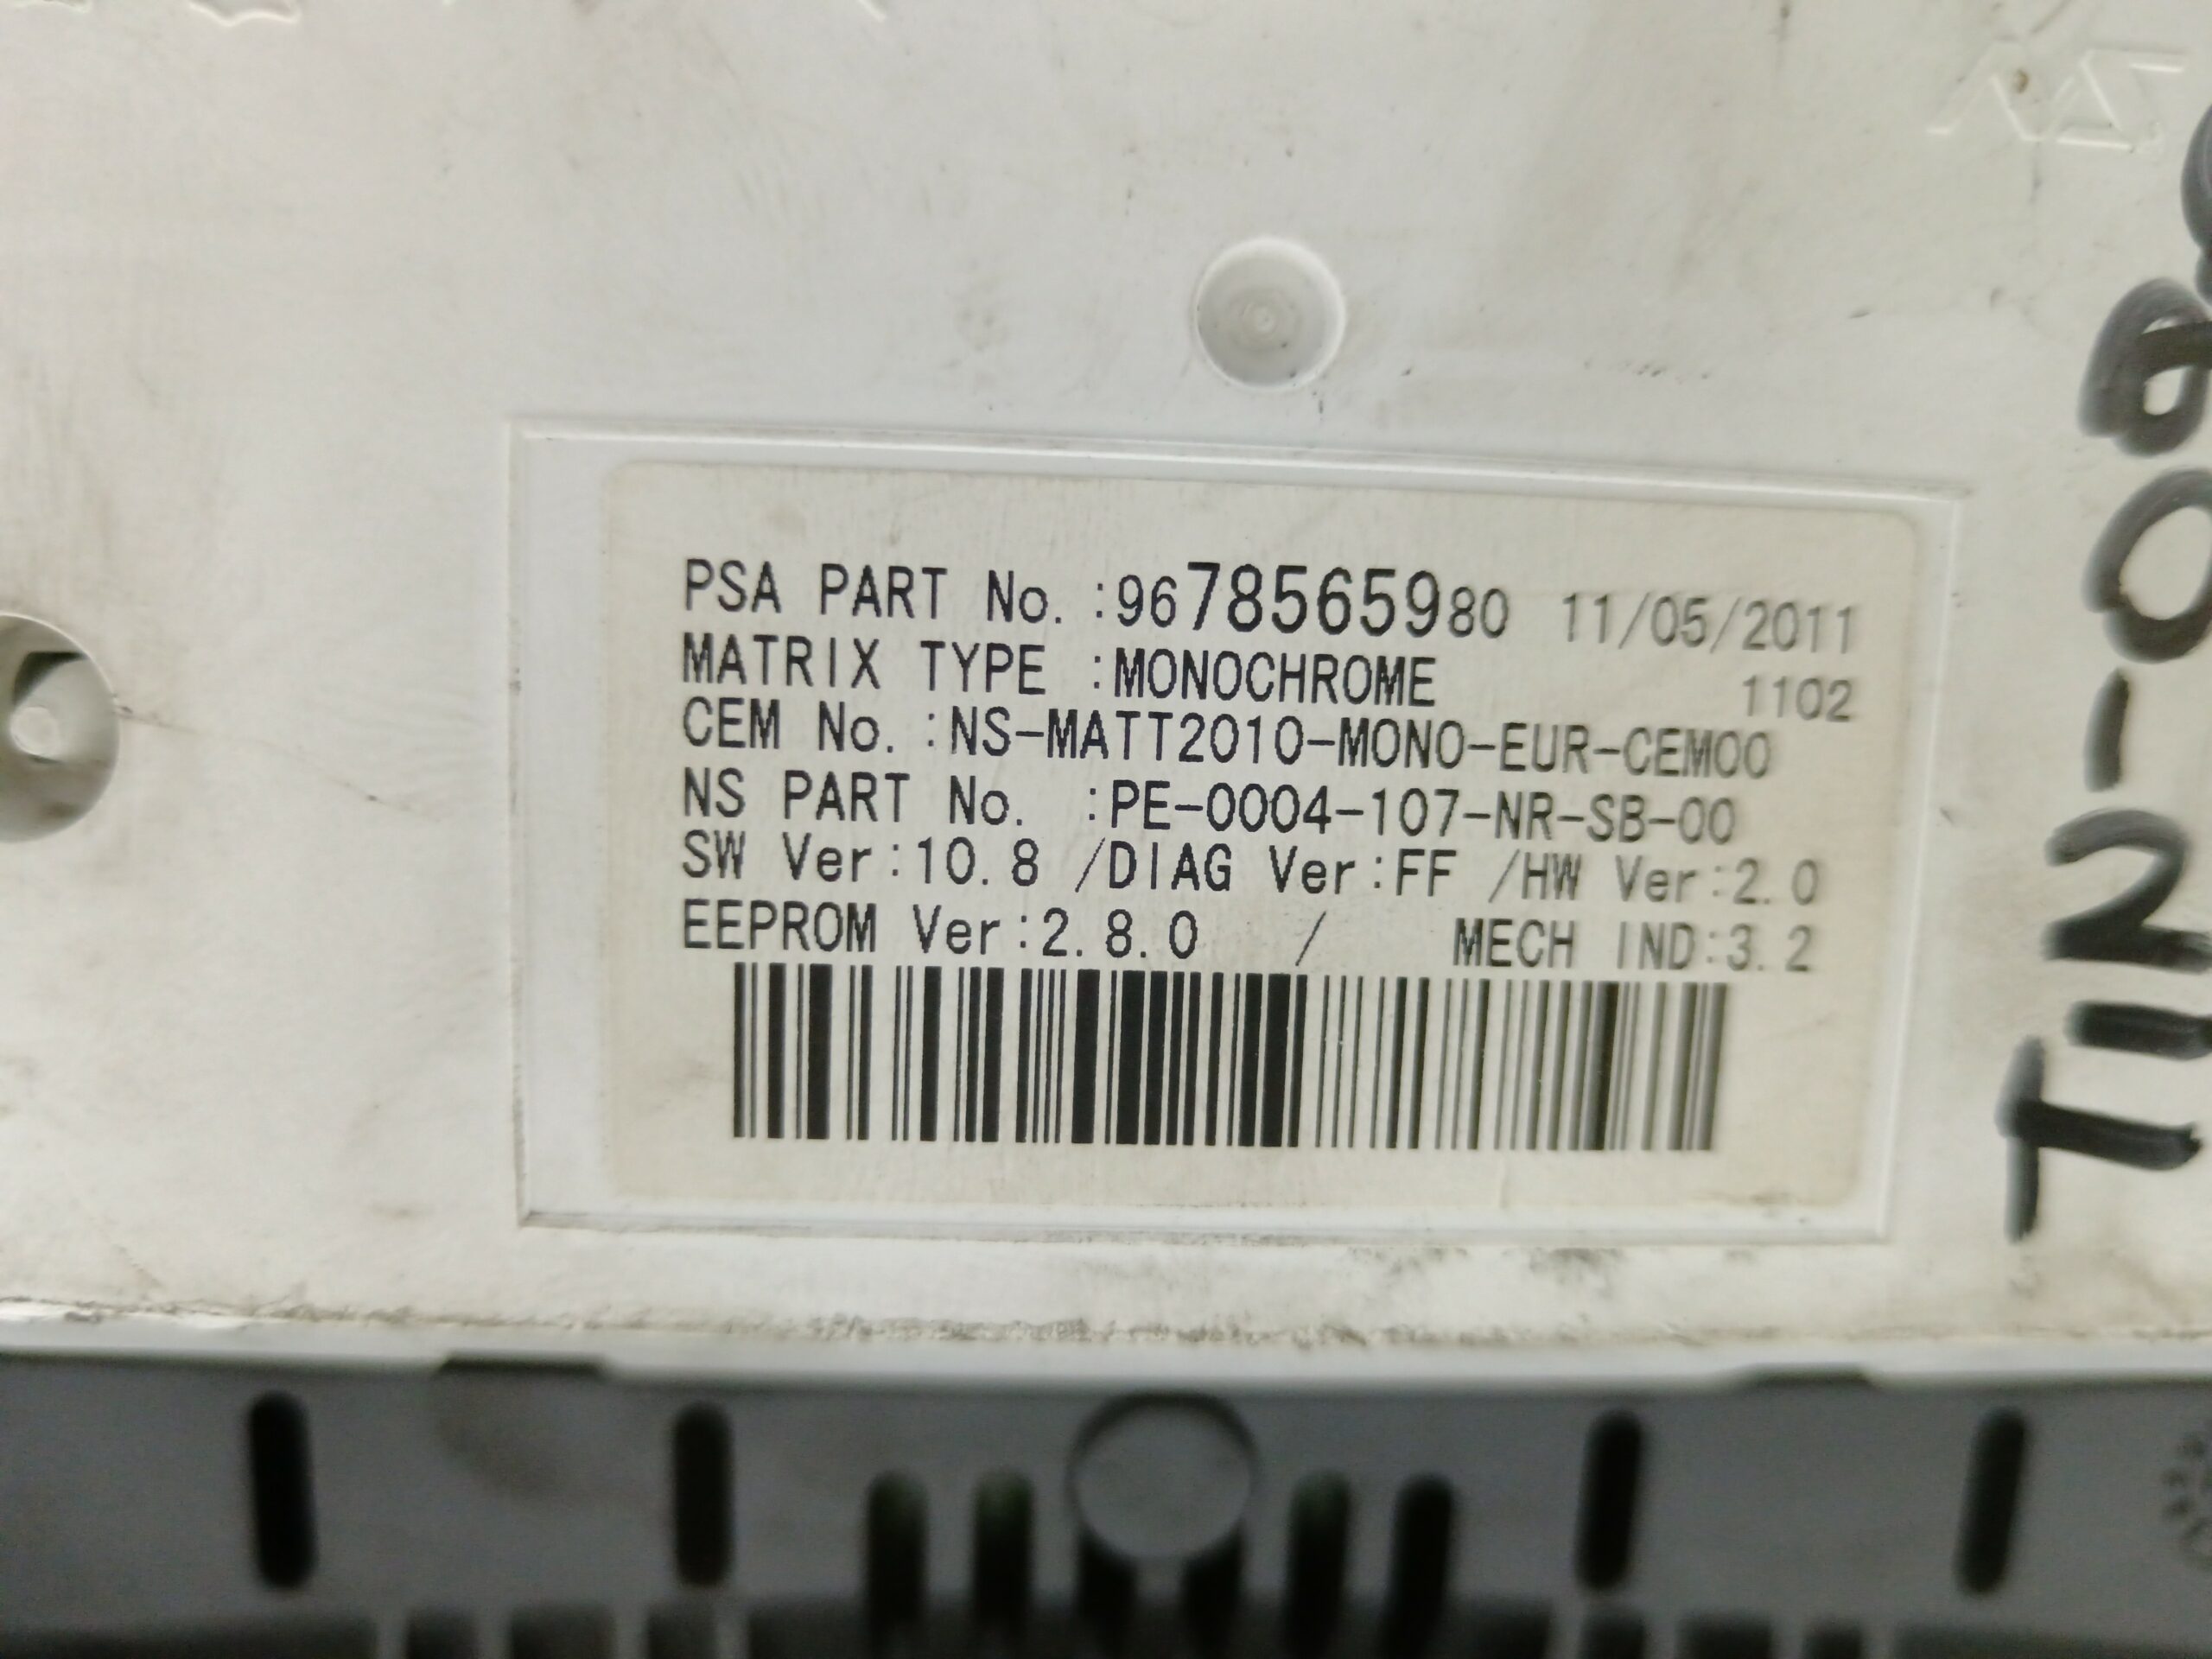 PSA PART No. :9678565980 11/05/2011
MATRIX TYPE :MONOCHROME 1102
CEM No. :NS-MATT2010-MONO-EUR-CEM00
NS PART No. :PE-0004-107-NR-SB-00
SW Ver:10.8 /DIAG Ver:FF /HW Ver:2.0
EEPROM Ver:2.8.0 / MECH IND:3.2